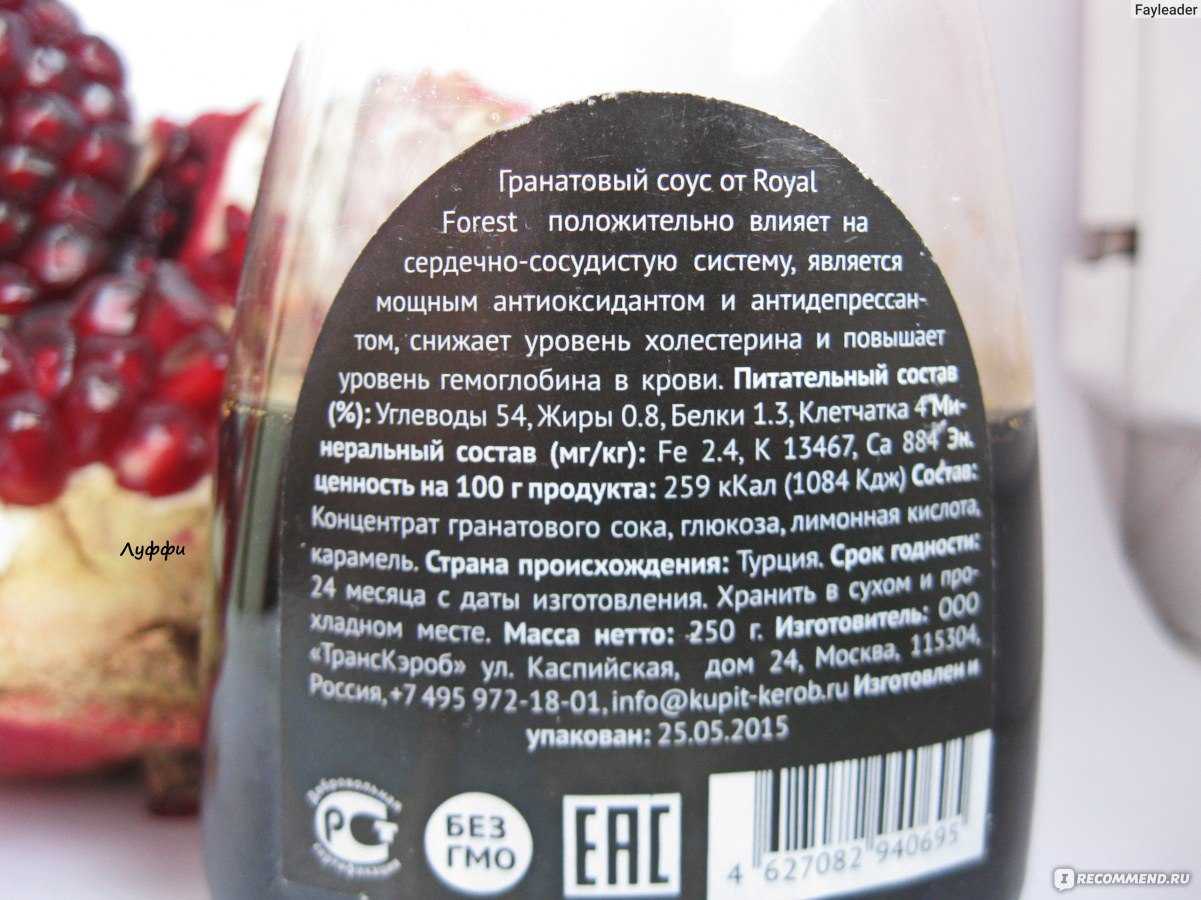 Fayleader
Гранатовый соус от Royal
Forest положительно влияет на
сердечно-сосудистую систему, является
мощным антиоксидантом и антидепрессан-
том, снижает уровень холестерина и повышает
уровень гемоглобина в крови. Питательный состав
(%): Углеводы 54, Жиры 0.8, Белки 1.3, Клетчатка 4 Ми-
неральный состав (мг/кг): Fe 2.4, K 13467, Ca 884 Эн.
ценность на 100 г продукта: 259 кКал (1084 Кдж) Состав:
Концентрат гранатового сока, глюкоза, лимонная кислота,
карамель. Страна происхождения: Турция. Срок годности:
24 месяца с даты изготовления. Хранить в сухом и про-
хладном месте. Масса нетто: 250 г. Изготовитель: ООО
«ТрансКэроб» ул. Каспийская, дом 24, Москва, 115304,
Россия, +7 495 972-18-01, info@kupit-kerob.ru Изготовлен и
упакован: 25.05.2015
Луффи
Добровольная
РСТ
сертификация
БЕЗ
ГМО
ЕАС
4 627082 940695
IRECOMMEND.RU